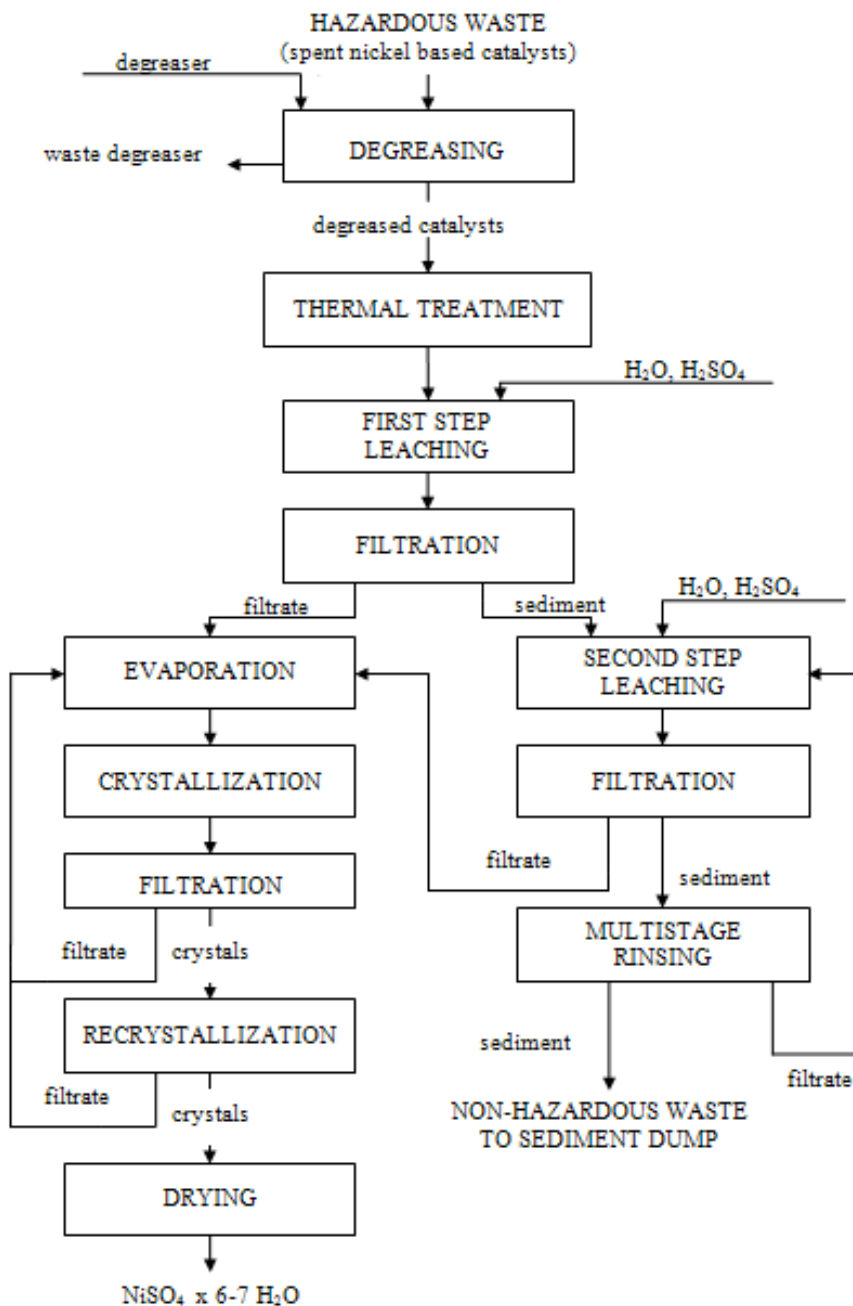 HAZARDOUS WASTE
(spent nickel based catalysts)
degreaser
DEGREASING
waste degreaser
degreased catalysts
THERMAL TREATMENT
H₂O, H₂SO₄
FIRST STEP
LEACHING
FILTRATION
filtrate
sediment
H₂O, H₂SO₄
EVAPORATION
SECOND STEP
LEACHING
CRYSTALLIZATION
FILTRATION
filtrate
sediment
FILTRATION
filtrate
crystals
MULTISTAGE
RINSING
RECRYSTALLIZATION
sediment
filtrate
filtrate
crystals
NON-HAZARDOUS WASTE
TO SEDIMENT DUMP
DRYING
NiSO₄ x 6-7 H₂O